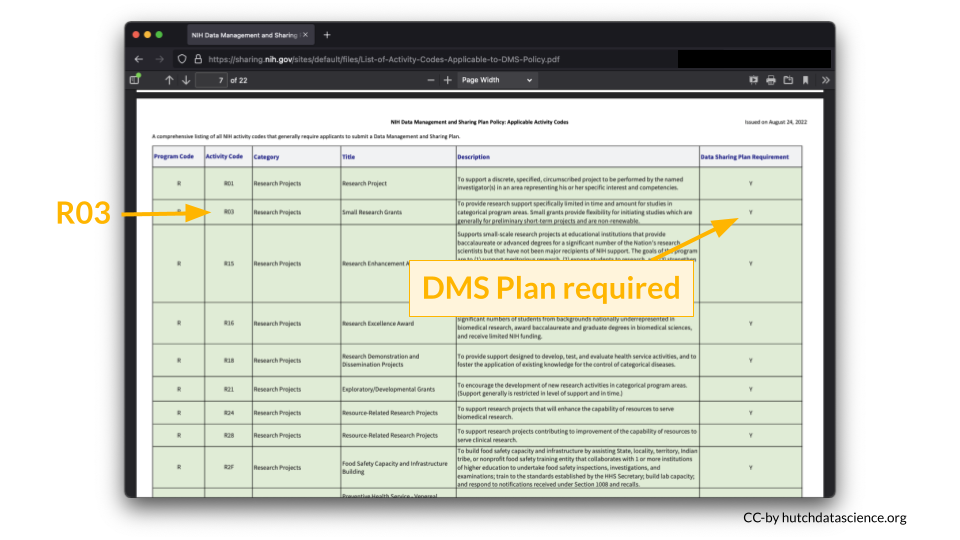 NIH Data Management and Sharing
https://sharing.nih.gov/sites/default/files/List-of-Activity-Codes-Applicable-to-DMS-Policy.pdf
7 of 22
Page Width
NIH Data Management and Sharing Plan Policy: Applicable Activity Codes
Issued on August 24, 2022
A comprehensive listing of all NIH activity codes that generally require applicants to submit a Data Management and Sharing Plan.
Program Code Activity Code Category Title Description Data Sharing Plan Requirement
R R01 Research Projects Research Project Y
To support a discrete, specified, circumscribed project to be performed by the named
investigator(s) in an area representing his or her specific interest and competencies.
R03
R R03 Research Projects Small Research Grants Y
To provide research support specifically limited in time and amount for studies in
categorical program areas. Small grants provide flexibility for initiating studies which are
generally for preliminary short-term projects and are non-renewable.
R R15 Research Projects Research Enhancement Y
Supports small-scale research projects at educational institutions that provide
baccalaureate or advanced degrees for a significant number of the Nation's research
scientists but that have not been major recipients of NIH support. The goals of the program
DMS Plan required
R R16 Research Projects Research Excellence Award Y
significant numbers of students from backgrounds nationally underrepresented in
biomedical research, award baccalaureate and graduate degrees in biomedical sciences,
and receive limited NIH funding.
R R18 Research Projects Research Demonstration and
Dissemination Projects Y
To provide support designed to develop, test, and evaluate health service activities, and to
foster the application of existing knowledge for the control of categorical diseases.
R R21 Research Projects Exploratory/Developmental Grants Y
To encourage the development of new research activities in categorical program areas.
(Support generally is restricted in level of support and in time.)
R R24 Research Projects Resource-Related Research Projects Y
To support research projects that will enhance the capability of resources to serve
biomedical research.
R R28 Research Projects Resource-Related Research Projects Y
To support research projects contributing to improvement of the capability of resources to
serve clinical research.
R R2F Research Projects Food Safety Capacity and Infrastructure
Building Y
To build food safety capacity and infrastructure by assisting State, locality, territory, Indian
tribe, or nonprofit food safety training entity that collaborates with 1 or more institutions
of higher education to undertake food safety inspections, investigations, and
examinations; train to the standards established by the HHS Secretary; build lab capacity;
and respond to notifications received under Section 1008 and recalls.
Preventive Health Service - Venereal
CC-by hutchdatascience.org